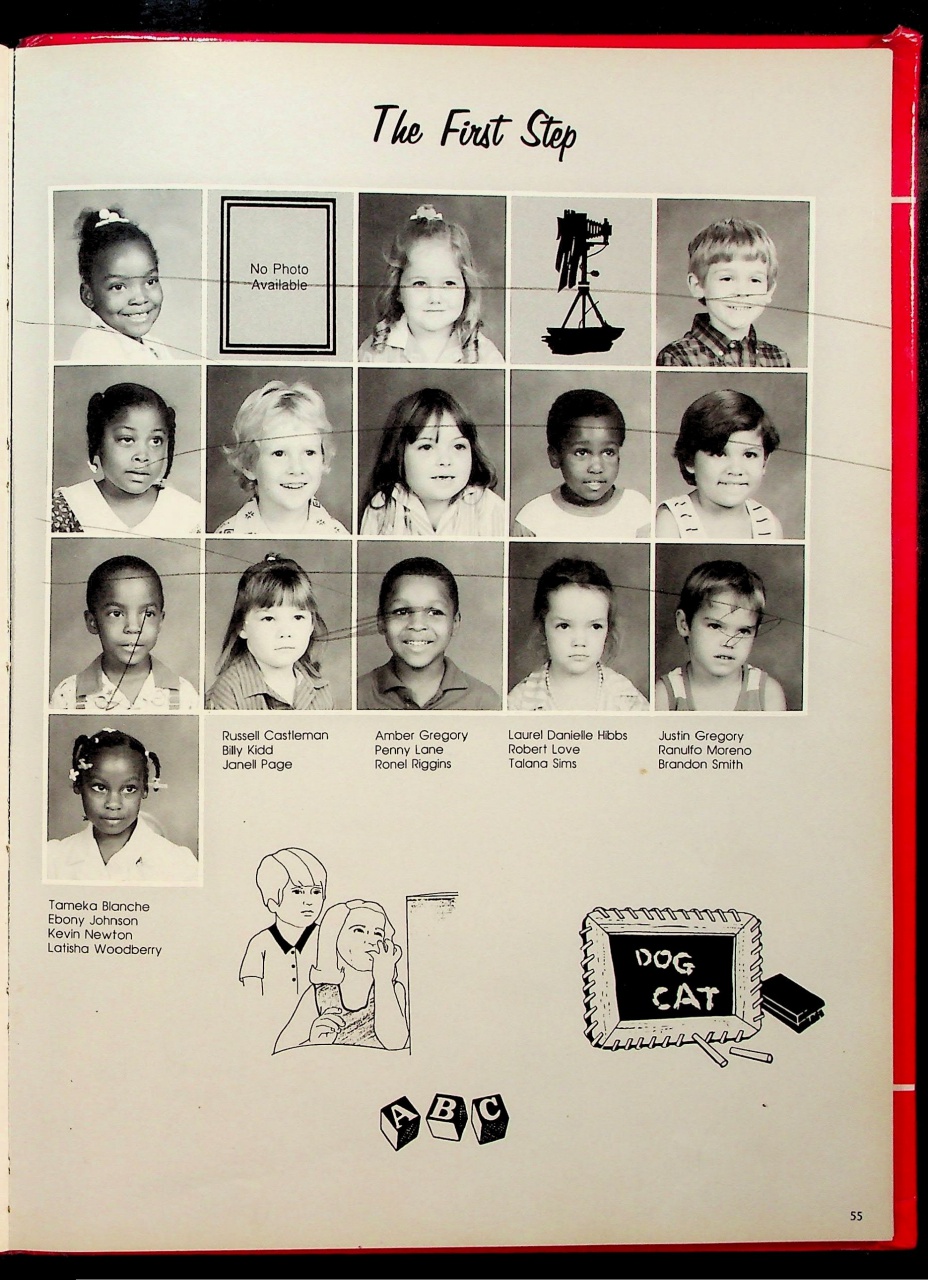 The First Step
No Photo
Available
Russell Castleman
Billy Kidd
Janell Page
Amber Gregory
Penny Lane
Ronel Riggins
Laurel Danielle Hibbs
Robert Love
Talana Sims
Justin Gregory
Ranulfo Moreno
Brandon Smith
Tameka Blanche
Ebony Johnson
Kevin Newton
Latisha Woodberry
DOG
CAT
A B C
55